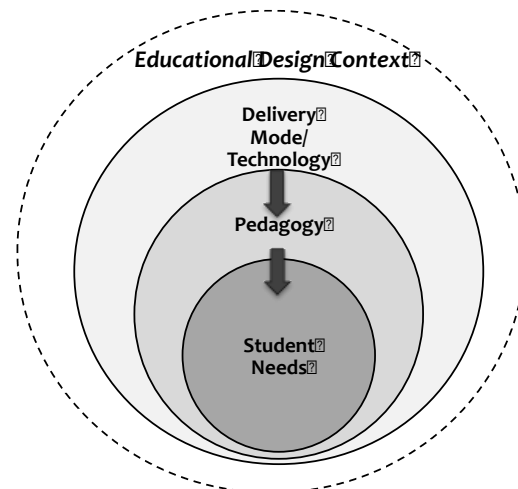 Educational Design Context
Delivery
Mode/
Technology
Pedagogy
Student
Needs